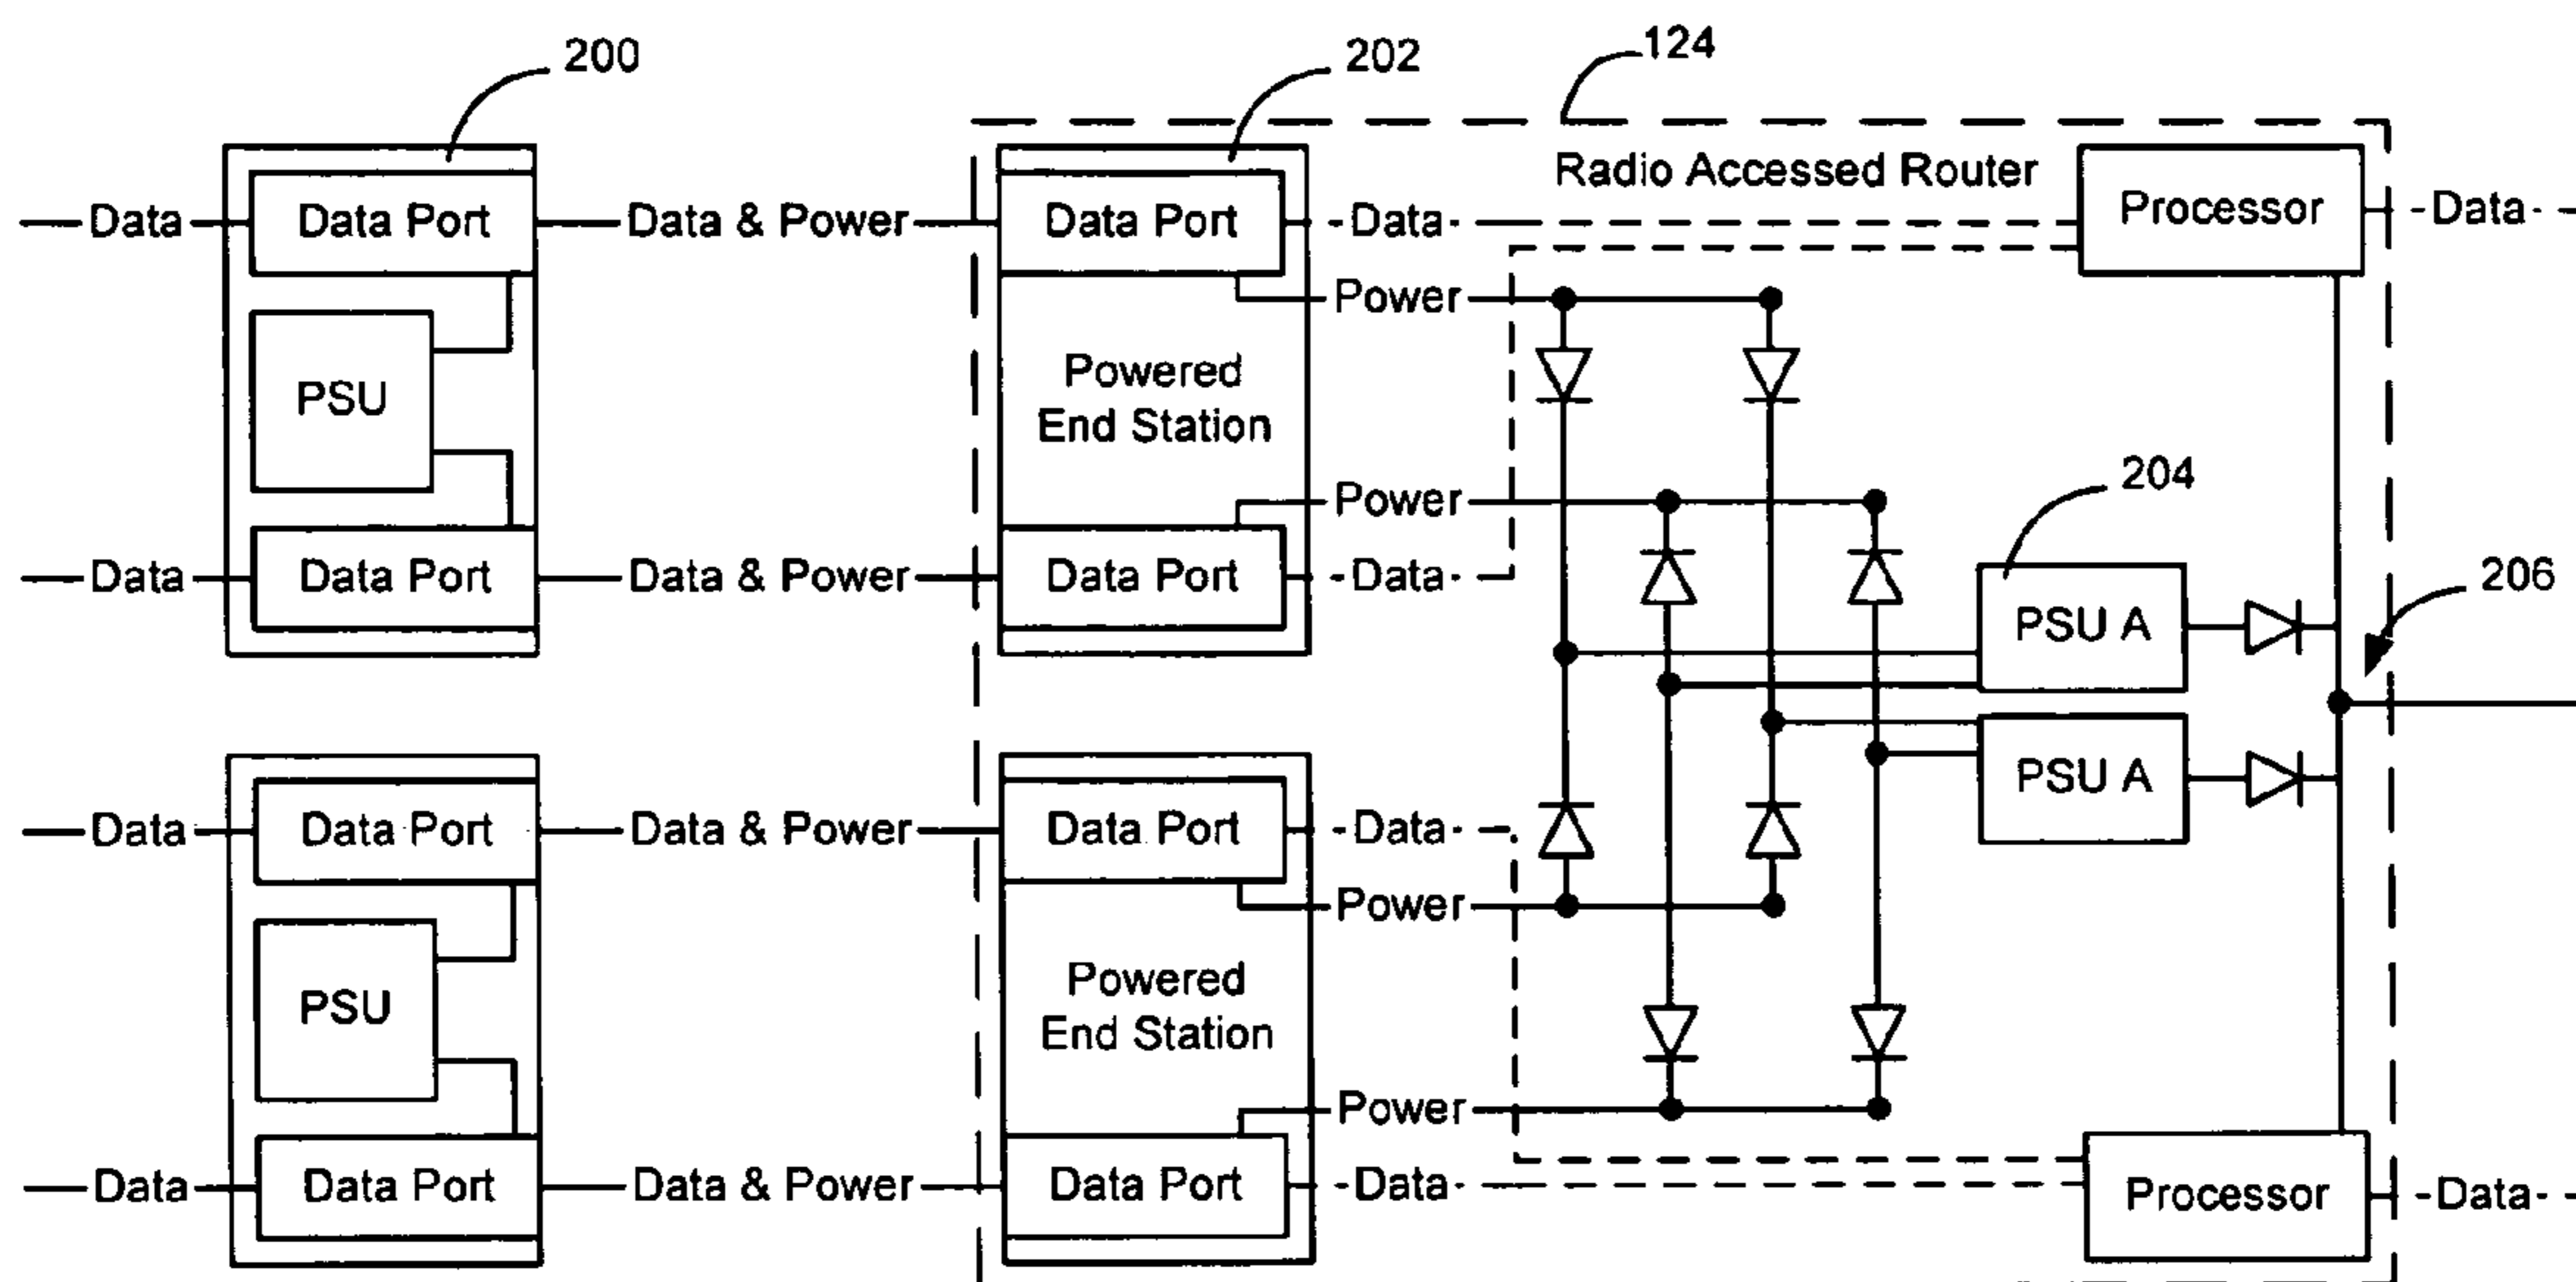 200
202
124
Radio Accessed Router
Data
Data Port
Data & Power
Data Port
Data
Processor
Data
Power
PSU
Powered
End Station
Power
204
Data
Data Port
Data & Power
Data Port
Data
PSU A
206
PSU A
Data
Data Port
Data & Power
Data Port
Data
Power
PSU
Powered
End Station
Power
Data
Data Port
Data & Power
Data Port
Data
Processor
Data